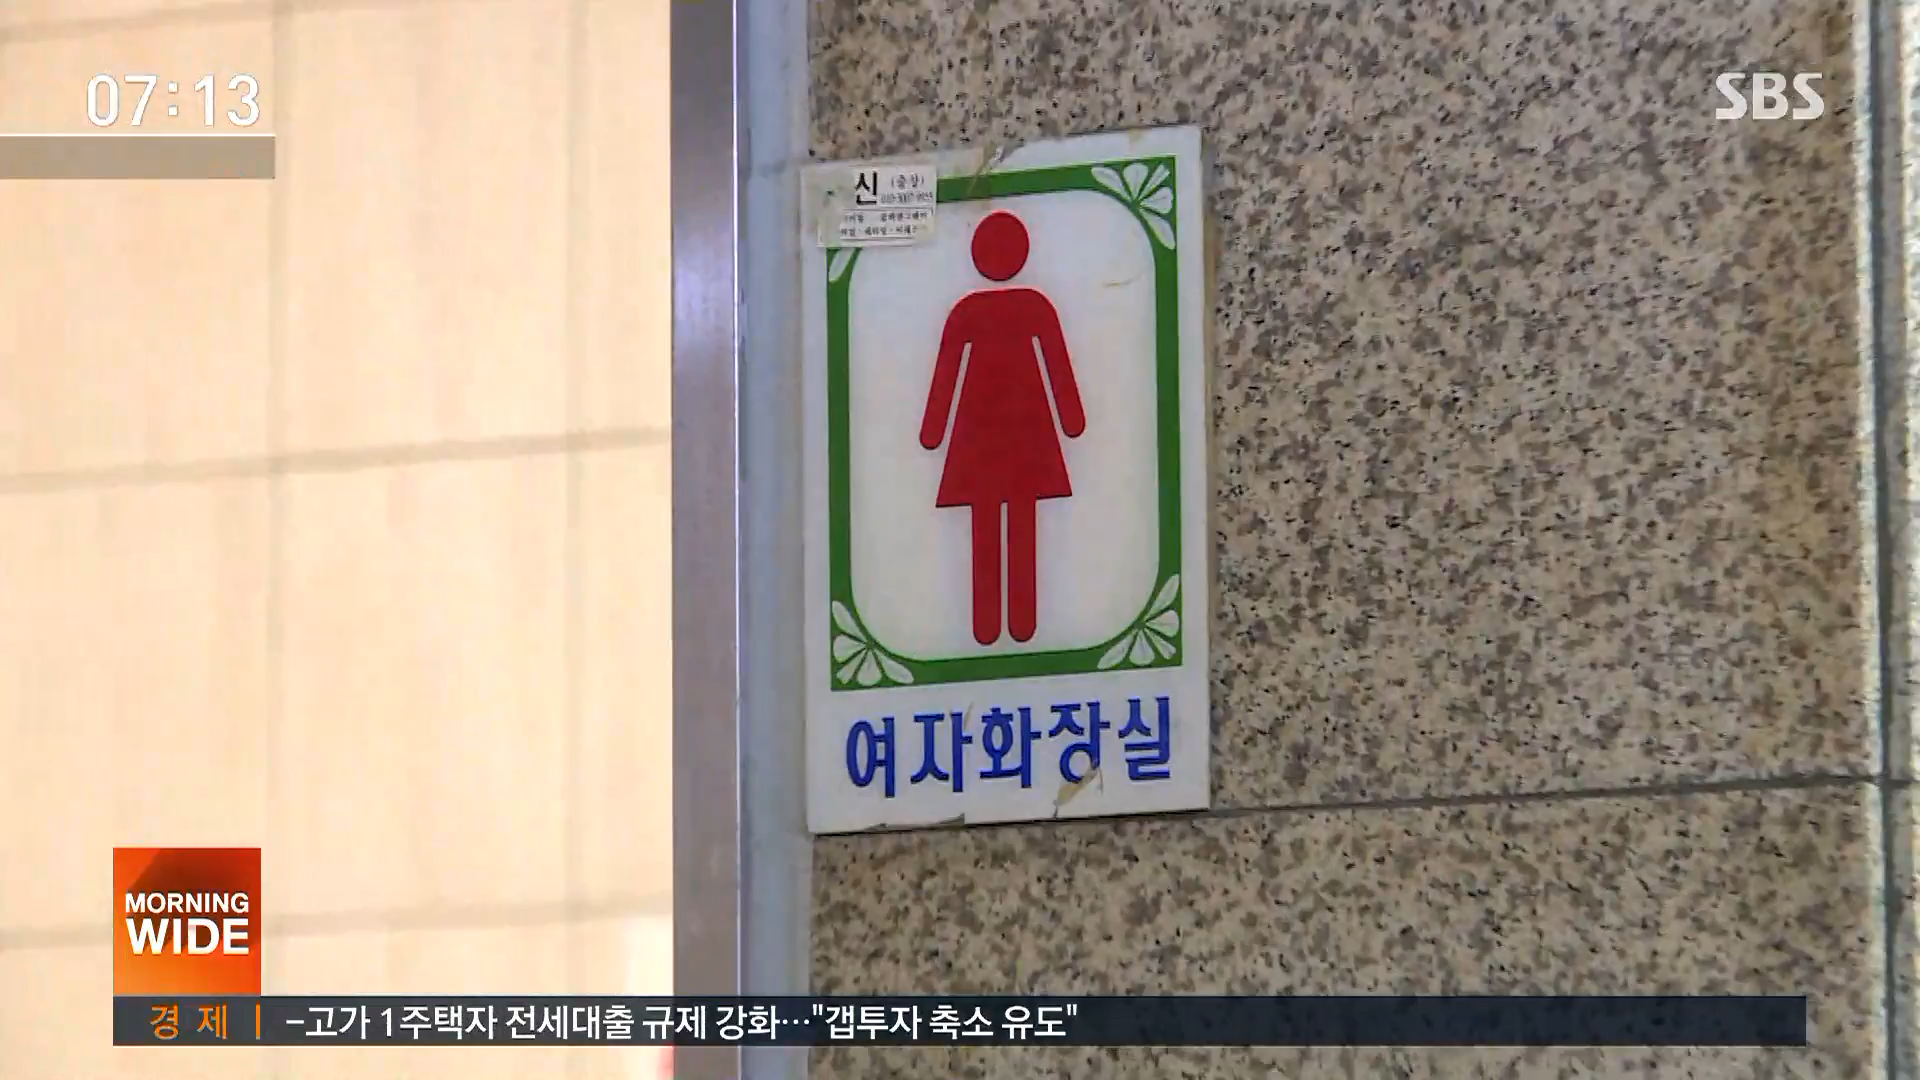 07:13
SBS
신
여자화장실
MORNING
WIDE
경제 | -고가 1주택자 전세대출 규제 강화…"갭투자 축소 유도"